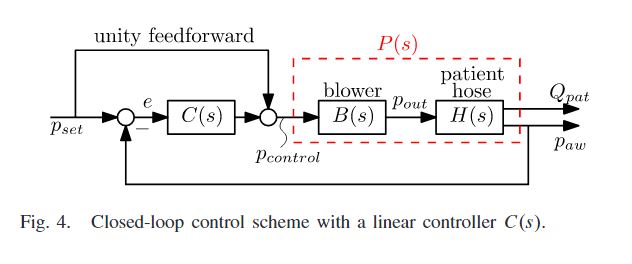 unity feedforward
P(s)
patient
blower
hose
Q_{pat}
e
p_{out}
C(s)
B(s)
H(s)
p_{set}
−
p_{aw}
p_{control}
Fig. 4. Closed-loop control scheme with a linear controller C(s).